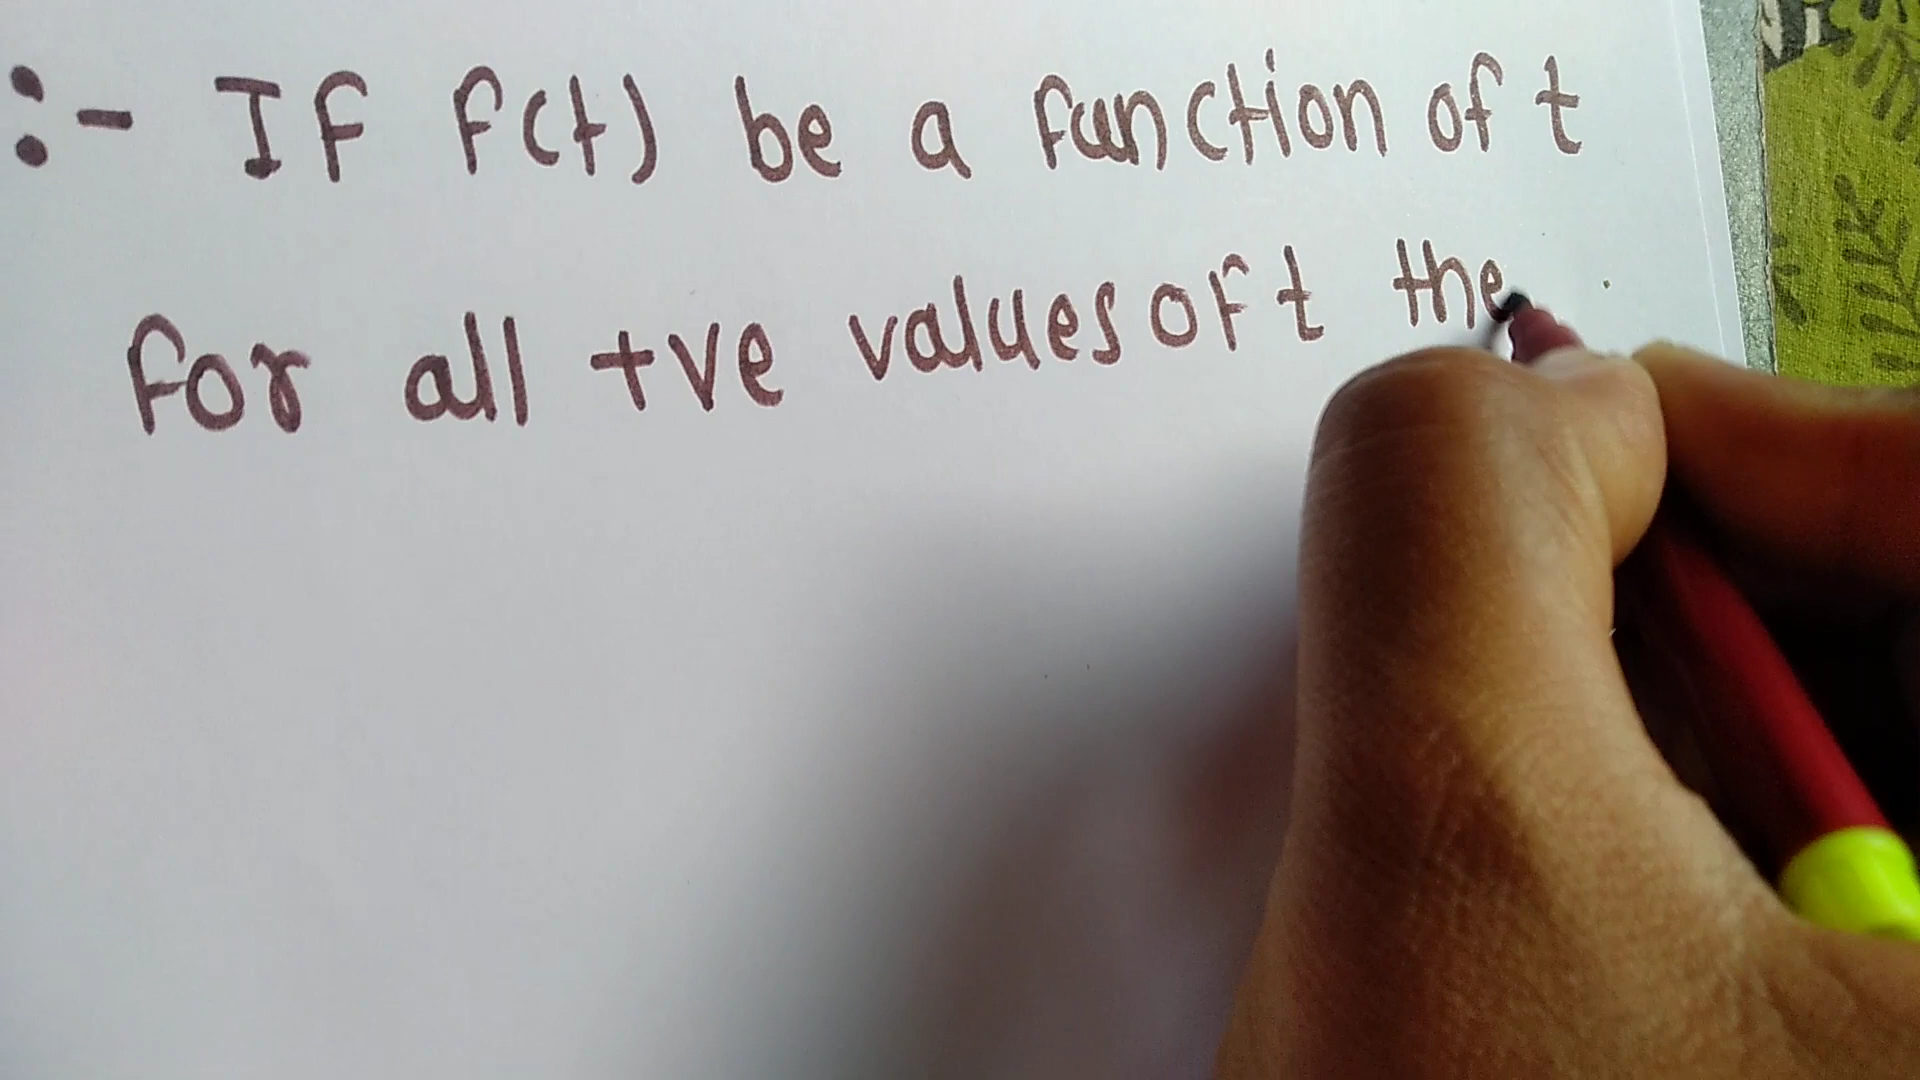 :- If f(t) be a function of t
for all +ve values of t the